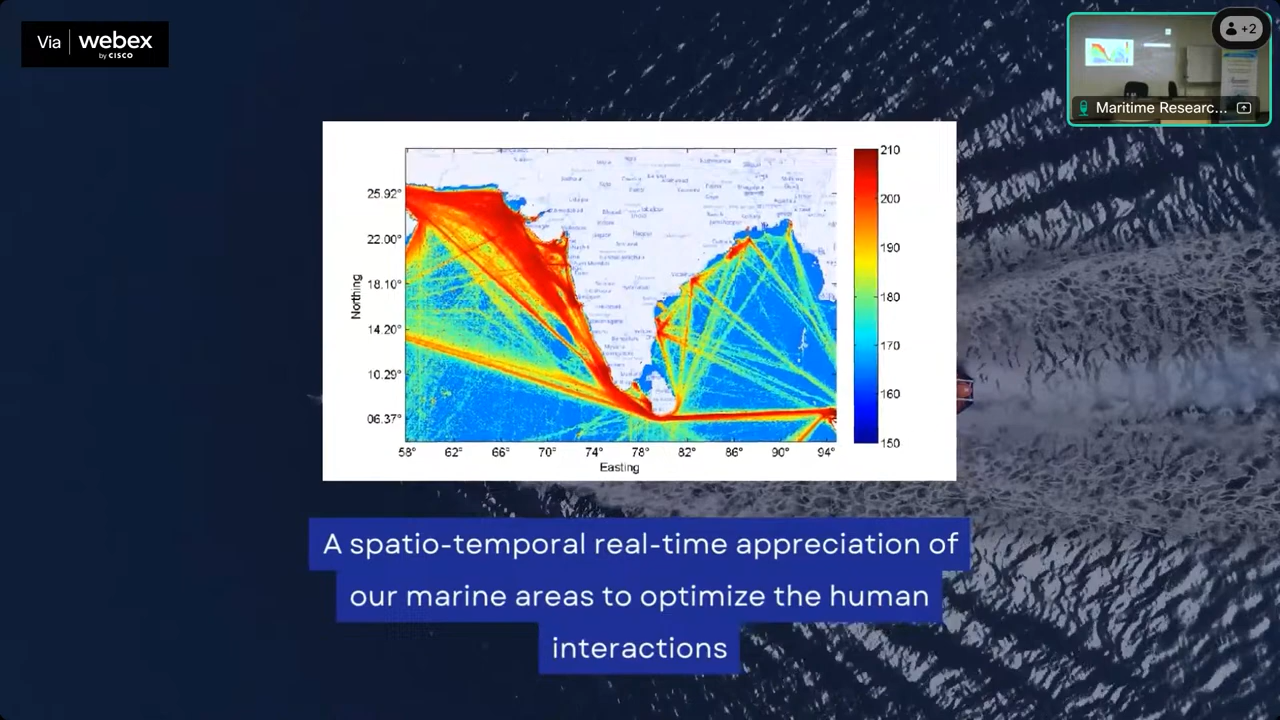 Via webex
by CISCO
+2
Maritime Researc...
210
200
190
180
170
160
150
25.92°
22.00°
18.10°
14.20°
10.29°
06.37°
Northing
58° 62° 66° 70° 74° 78° 82° 86° 90° 94°
Easting
A spatio-temporal real-time appreciation of
our marine areas to optimize the human
interactions